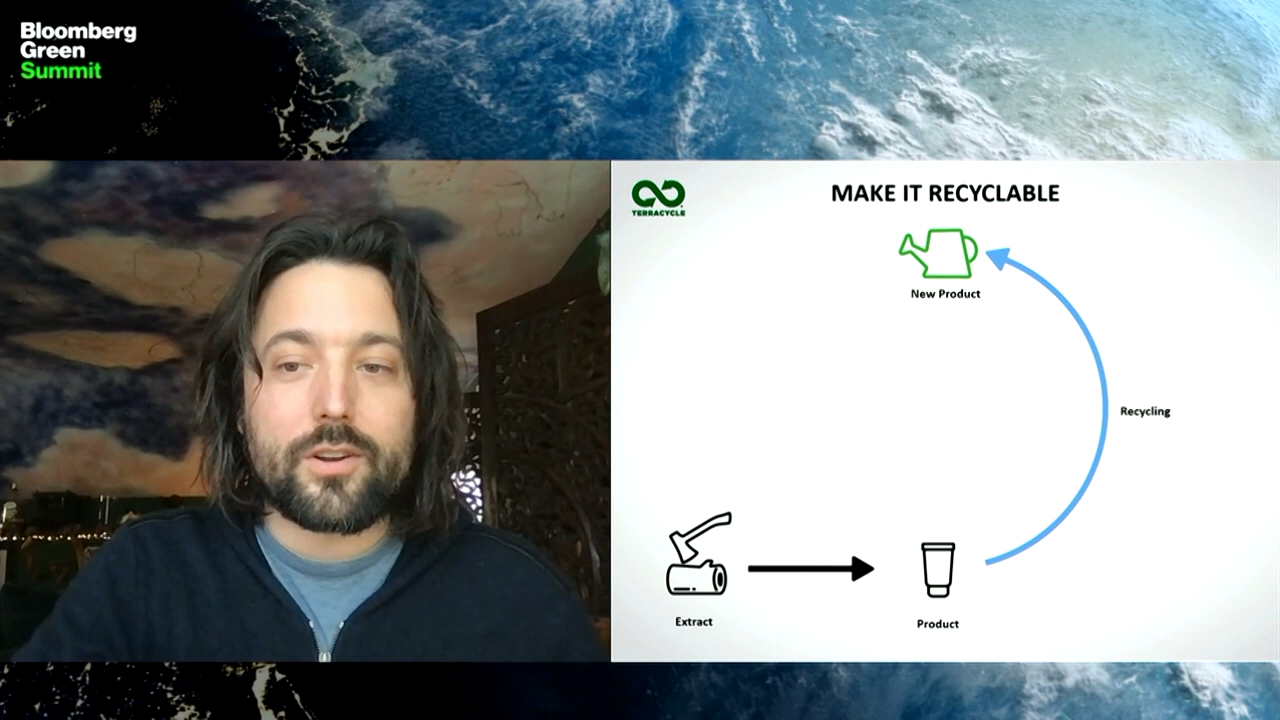 Bloomberg
Green
Summit
TERRACYCLE
MAKE IT RECYCLABLE
New Product
Recycling
Extract
Product